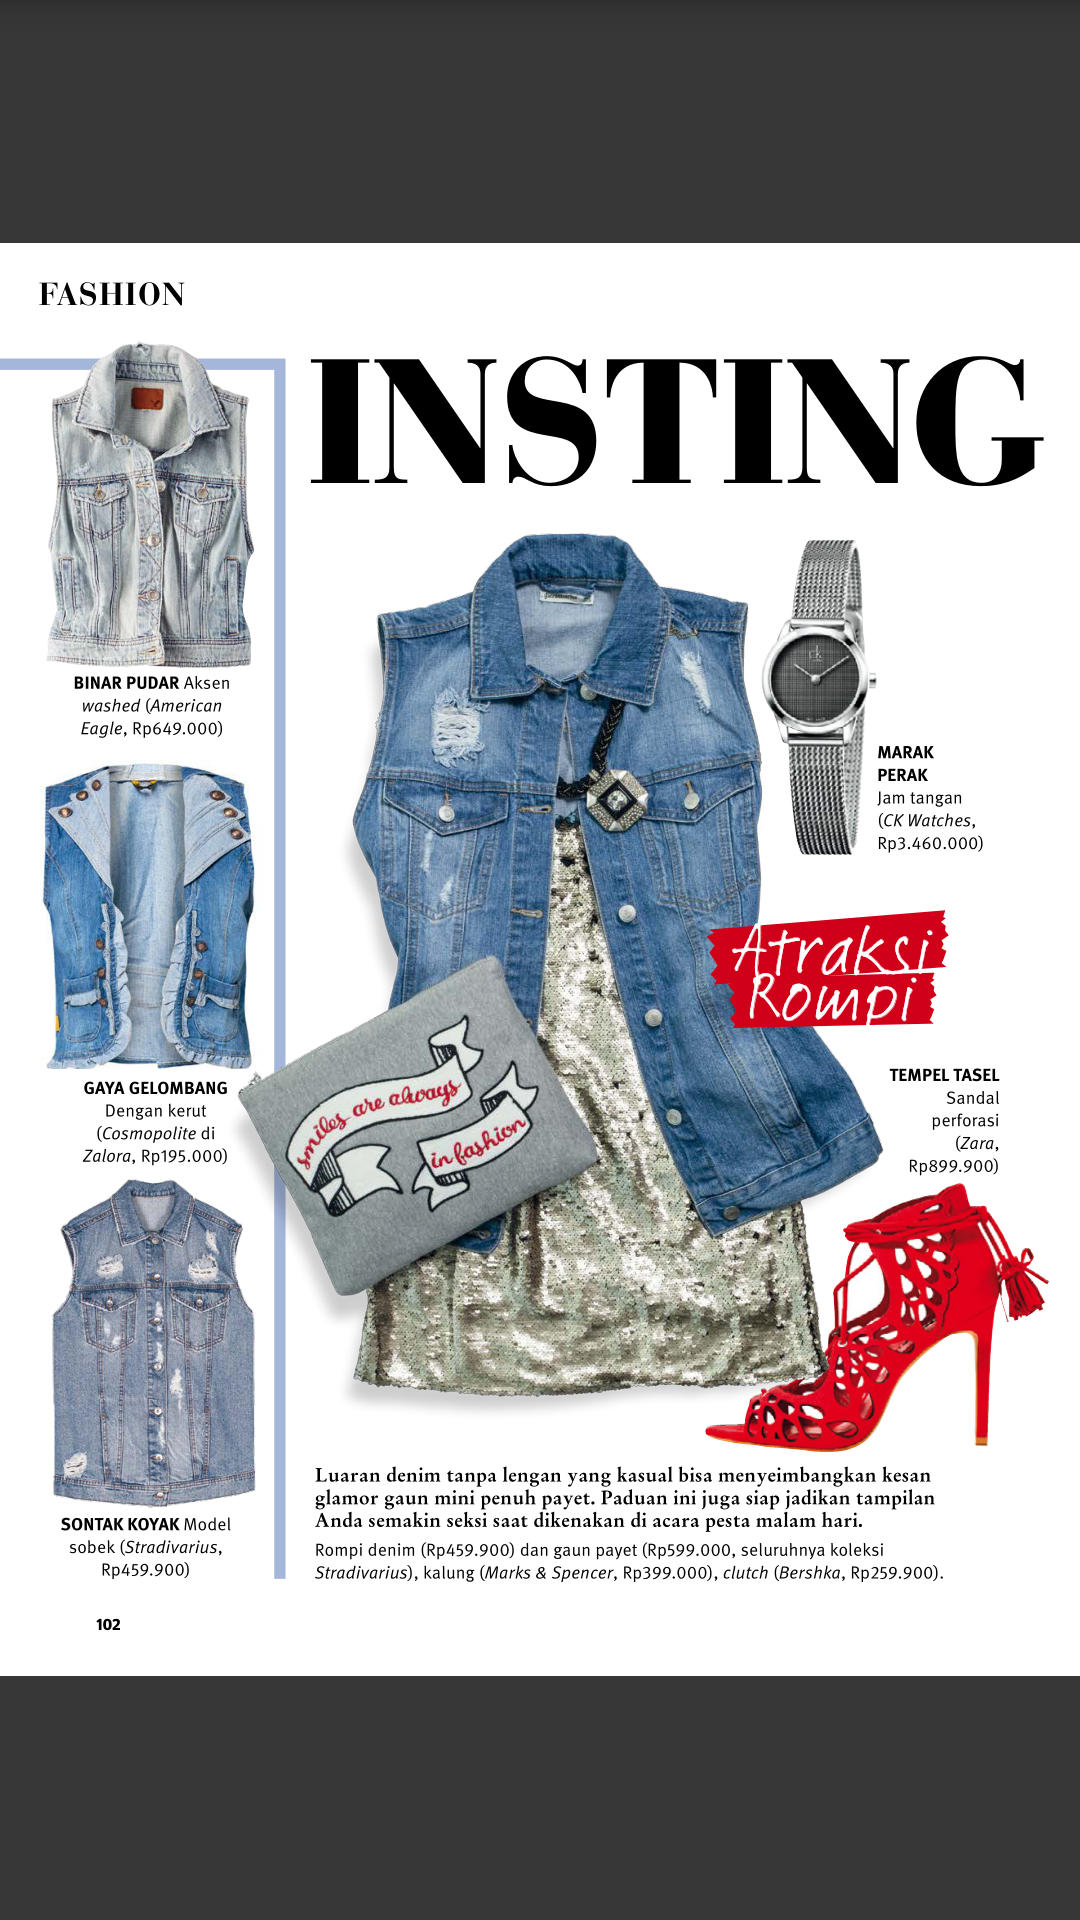 FASHION
INSTING
BINAR PUDAR Aksen
washed (American
Eagle, Rp649.000)
GAYA GELOMBANG
Dengan kerut
(Cosmopolite di
Zalora, Rp195.000)
SONTAK KOYAK Model
sobek (Stradivarius,
Rp459.900)
ck
MARAK
PERAK
Jam tangan
(CK Watches,
Rp3.460.000)
Atraksi
Rompi
smiles are always
in fashion
TEMPEL TASEL
Sandal
perforasi
(Zara,
Rp899.900)
Luaran denim tanpa lengan yang kasual bisa menyeimbangkan kesan
glamor gaun mini penuh payet. Paduan ini juga siap jadikan tampilan
Anda semakin seksi saat dikenakan di acara pesta malam hari.
Rompi denim (Rp459.900) dan gaun payet (Rp599.000, seluruhnya koleksi
Stradivarius), kalung (Marks & Spencer, Rp399.000), clutch (Bershka, Rp259.900).
102